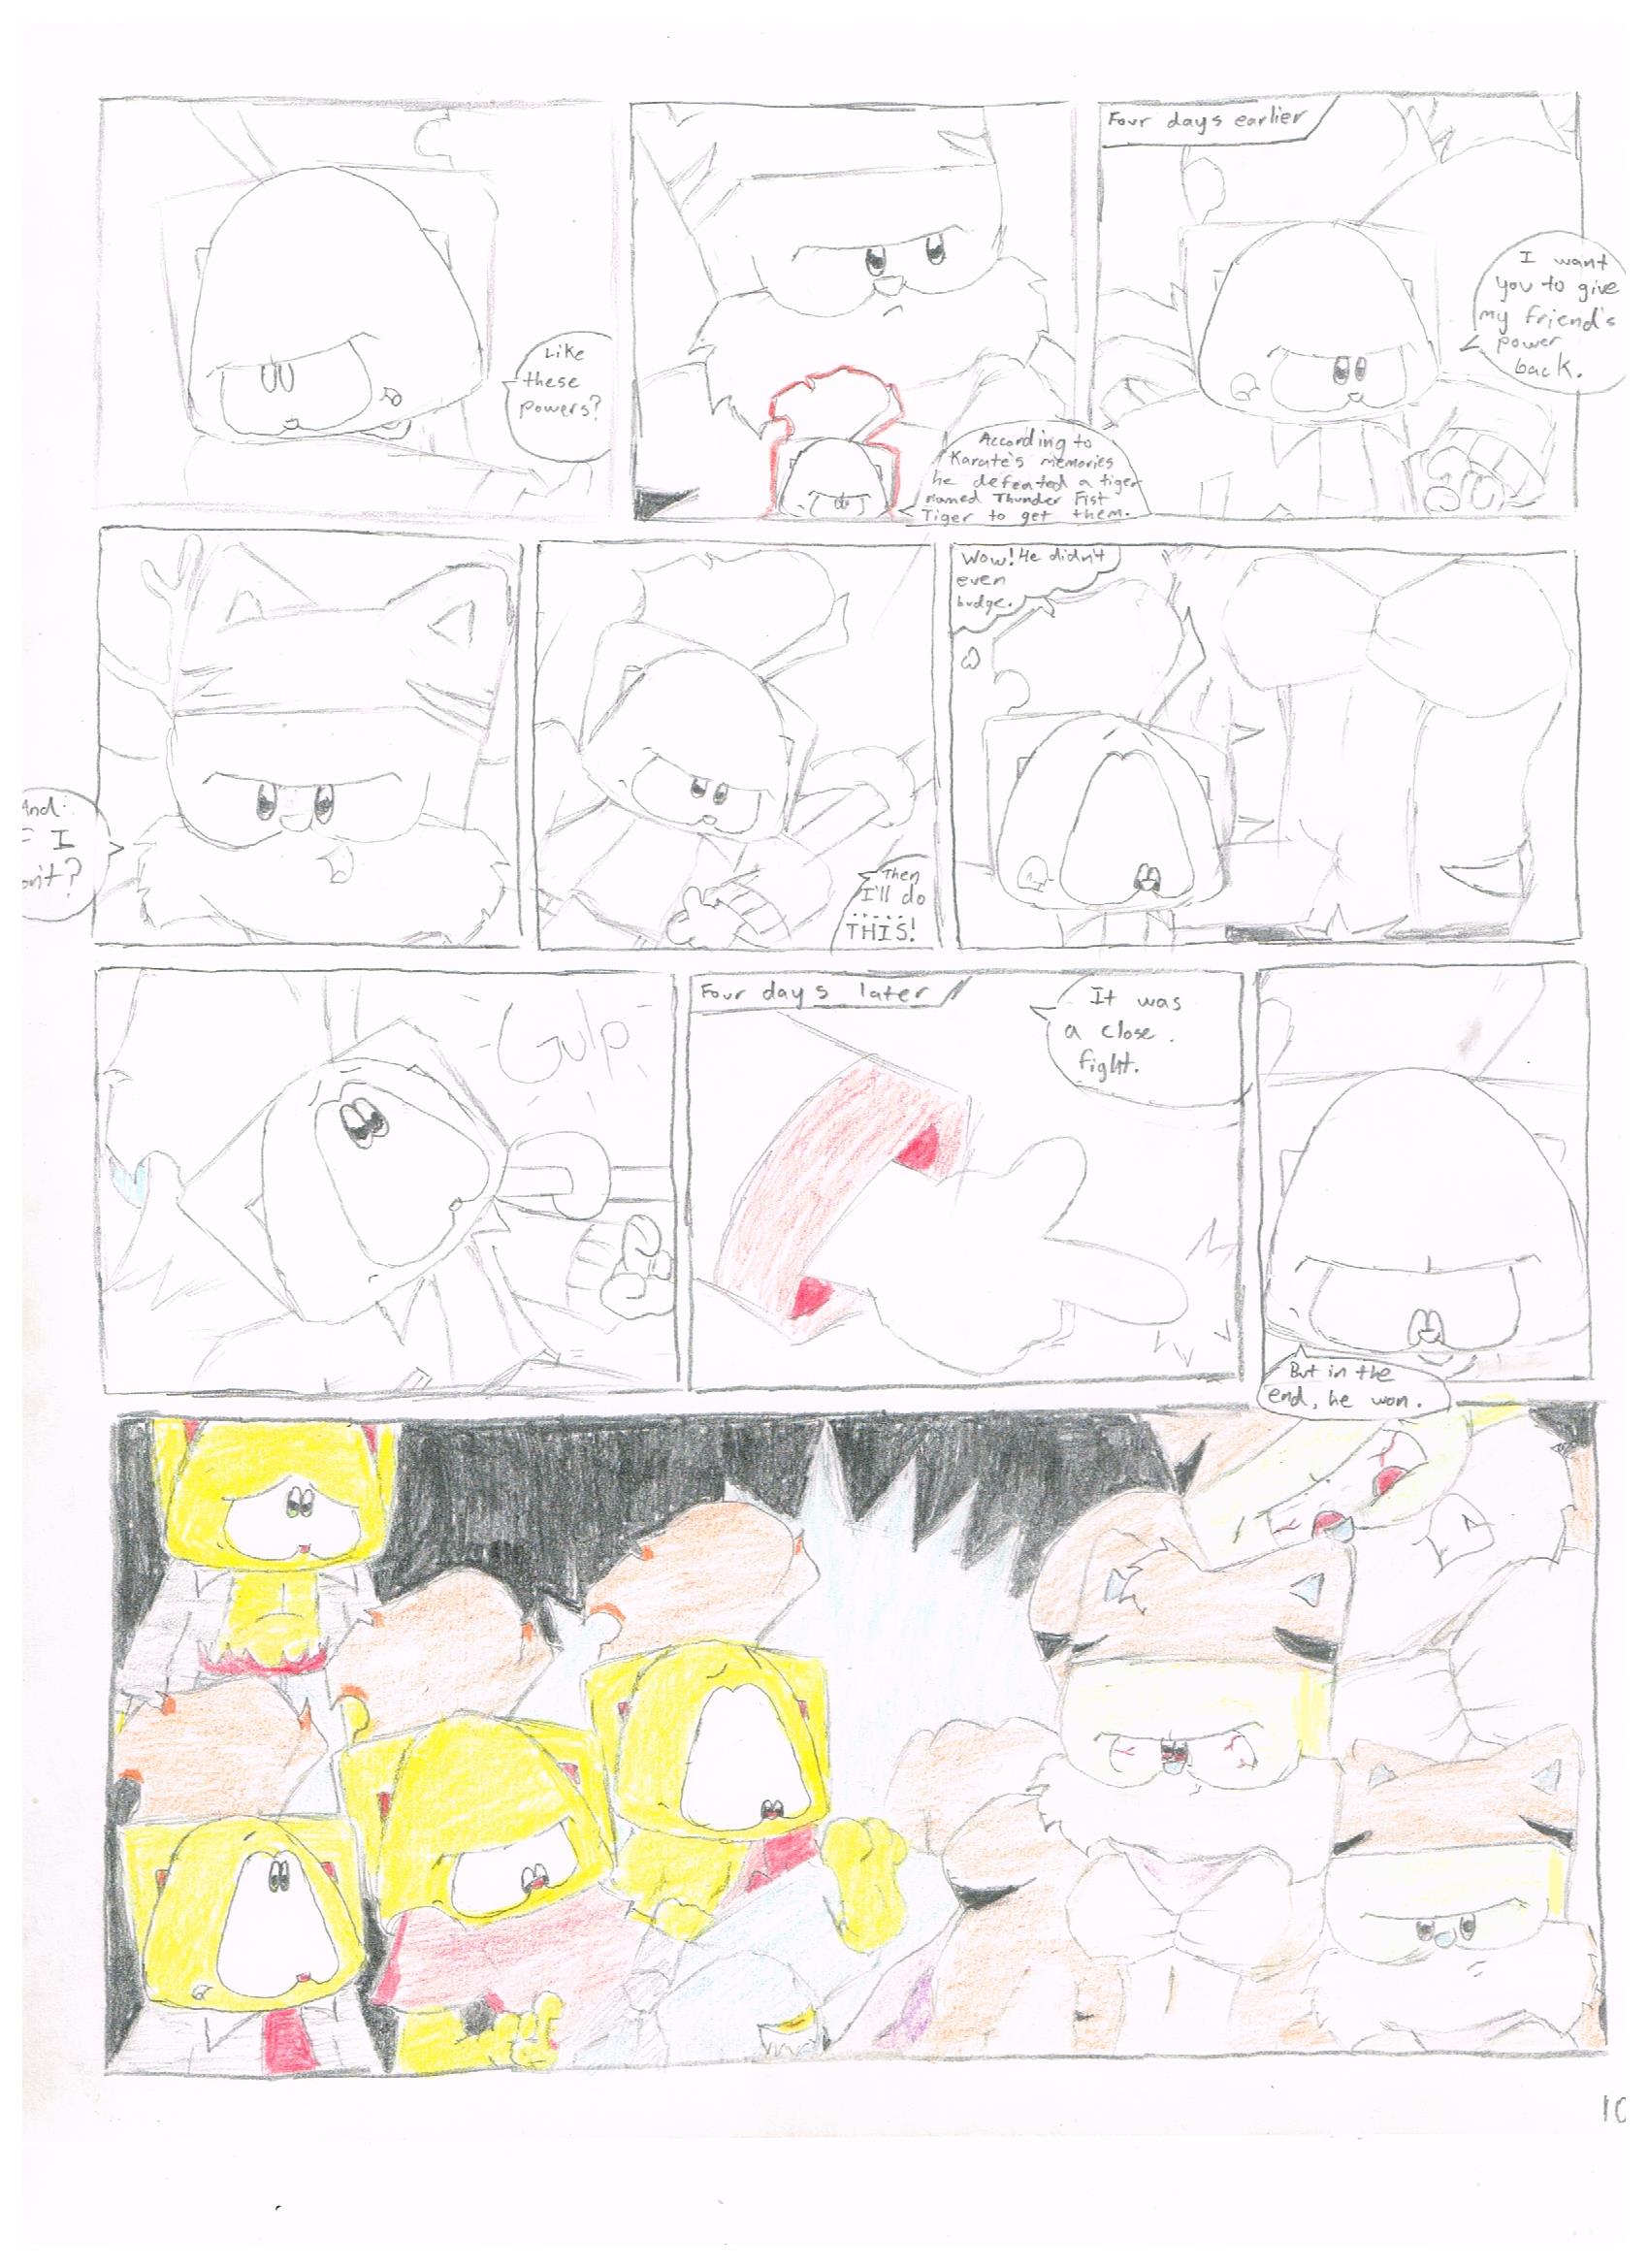 Like
these
powers?
According to
Karate's memories
he defeated a tiger
named Thunder Fist
Tiger to get them.
Four days earlier
I want
you to give
my friend's
power
back.
And
I
?
Then
I'll do
.....
THIS!
Wow! He didn't
even
budge.
Gulp
Four days later
It was
a close
fight.
But in the
end, he won.
10